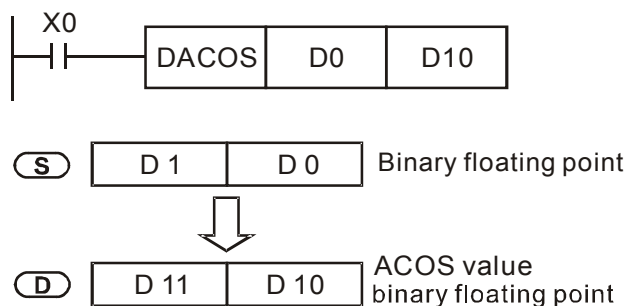 X0
DACOS D0 D10
S D 1 D 0 Binary floating point
D D 11 D 10 ACOS value
binary floating point